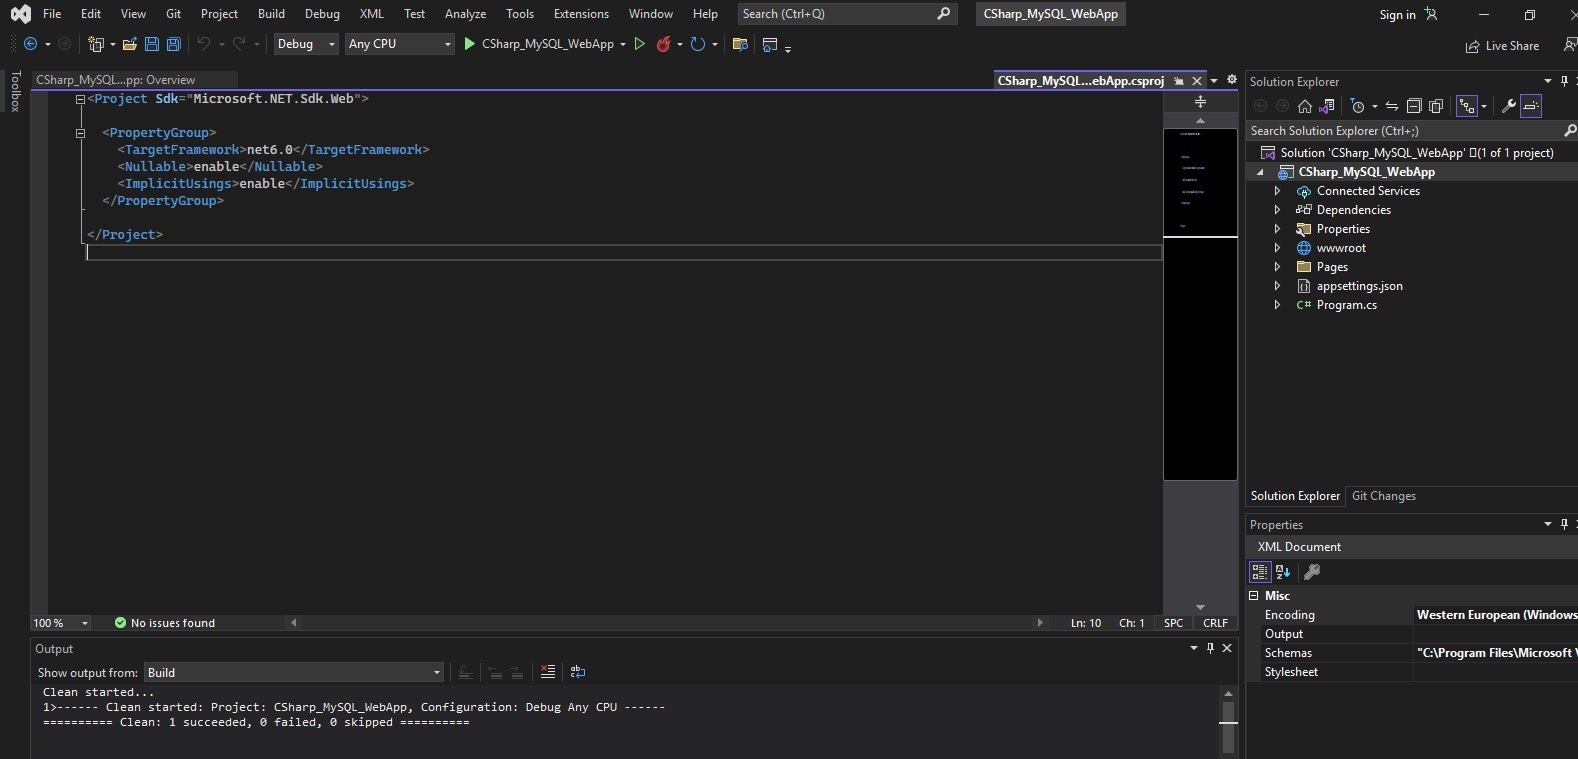 File Edit View Git Project Build Debug XML Test Analyze Tools Extensions Window Help Search (Ctrl+Q) CSharp_MySQL_WebApp Sign in
Debug Any CPU CSharp_MySQL_WebApp Live Share
Toolbox
CSharp_MySQL...pp: Overview CSharp_MySQL...ebApp.csproj
<Project Sdk="Microsoft.NET.Sdk.Web">
<PropertyGroup>
<TargetFramework>net6.0</TargetFramework>
<Nullable>enable</Nullable>
<ImplicitUsings>enable</ImplicitUsings>
</PropertyGroup>
</Project>
100 % No issues found Ln: 10 Ch: 1 SPC CRLF
Output
Show output from: Build
Clean started...
1>------ Clean started: Project: CSharp_MySQL_WebApp, Configuration: Debug Any CPU ------
========== Clean: 1 succeeded, 0 failed, 0 skipped ==========
Solution Explorer
Search Solution Explorer (Ctrl+;)
Solution 'CSharp_MySQL_WebApp' (1 of 1 project)
CSharp_MySQL_WebApp
Connected Services
Dependencies
Properties
wwwroot
Pages
appsettings.json
C# Program.cs
Solution Explorer Git Changes
Properties
XML Document
Misc
Encoding Western European (Windows
Output
Schemas "C:\Program Files\Microsoft V
Stylesheet